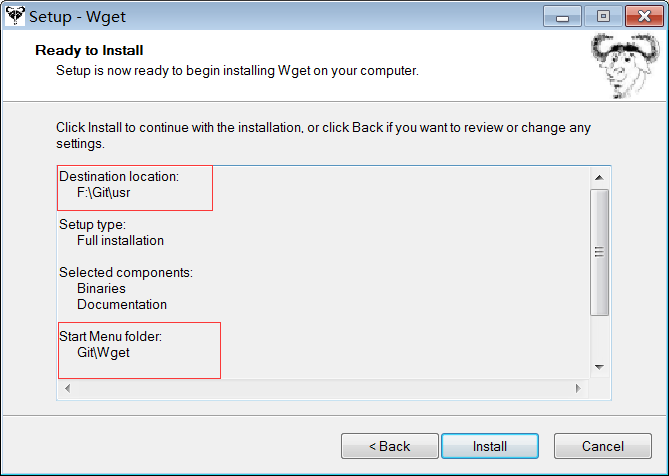 Setup - Wget
Ready to Install
Setup is now ready to begin installing Wget on your computer.
Click Install to continue with the installation, or click Back if you want to review or change any
settings.
Destination location:
F:\Git\usr
Setup type:
Full installation
Selected components:
Binaries
Documentation
Start Menu folder:
Git\Wget
< Back
Install
Cancel